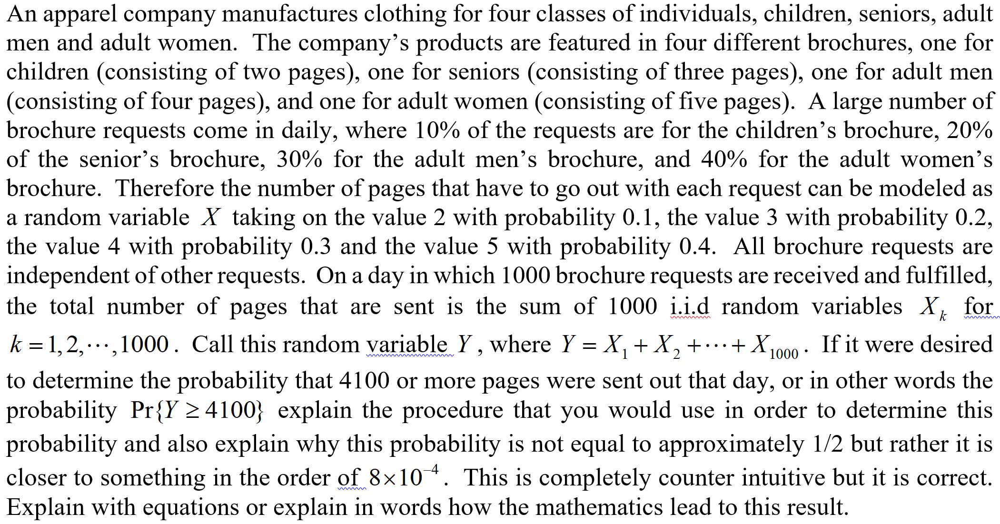 An apparel company manufactures clothing for four classes of individuals, children, seniors, adult
men and adult women. The company's products are featured in four different brochures, one for
children (consisting of two pages), one for seniors (consisting of three pages), one for adult men
(consisting of four pages), and one for adult women (consisting of five pages). A large number of
brochure requests come in daily, where 10% of the requests are for the children's brochure, 20%
of the senior's brochure, 30% for the adult men's brochure, and 40% for the adult women's
brochure. Therefore the number of pages that have to go out with each request can be modeled as
a random variable X taking on the value 2 with probability 0.1, the value 3 with probability 0.2,
the value 4 with probability 0.3 and the value 5 with probability 0.4. All brochure requests are
independent of other requests. On a day in which 1000 brochure requests are received and fulfilled,
the total number of pages that are sent is the sum of 1000 i.i.d random variables X_k for
k = 1, 2, ⋯, 1000. Call this random variable Y, where Y = X_1 + X_2 + ⋯ + X_1000. If it were desired
to determine the probability that 4100 or more pages were sent out that day, or in other words the
probability Pr{Y ≥ 4100} explain the procedure that you would use in order to determine this
probability and also explain why this probability is not equal to approximately 1/2 but rather it is
closer to something in the order of 8×10⁻⁴. This is completely counter intuitive but it is correct.
Explain with equations or explain in words how the mathematics lead to this result.